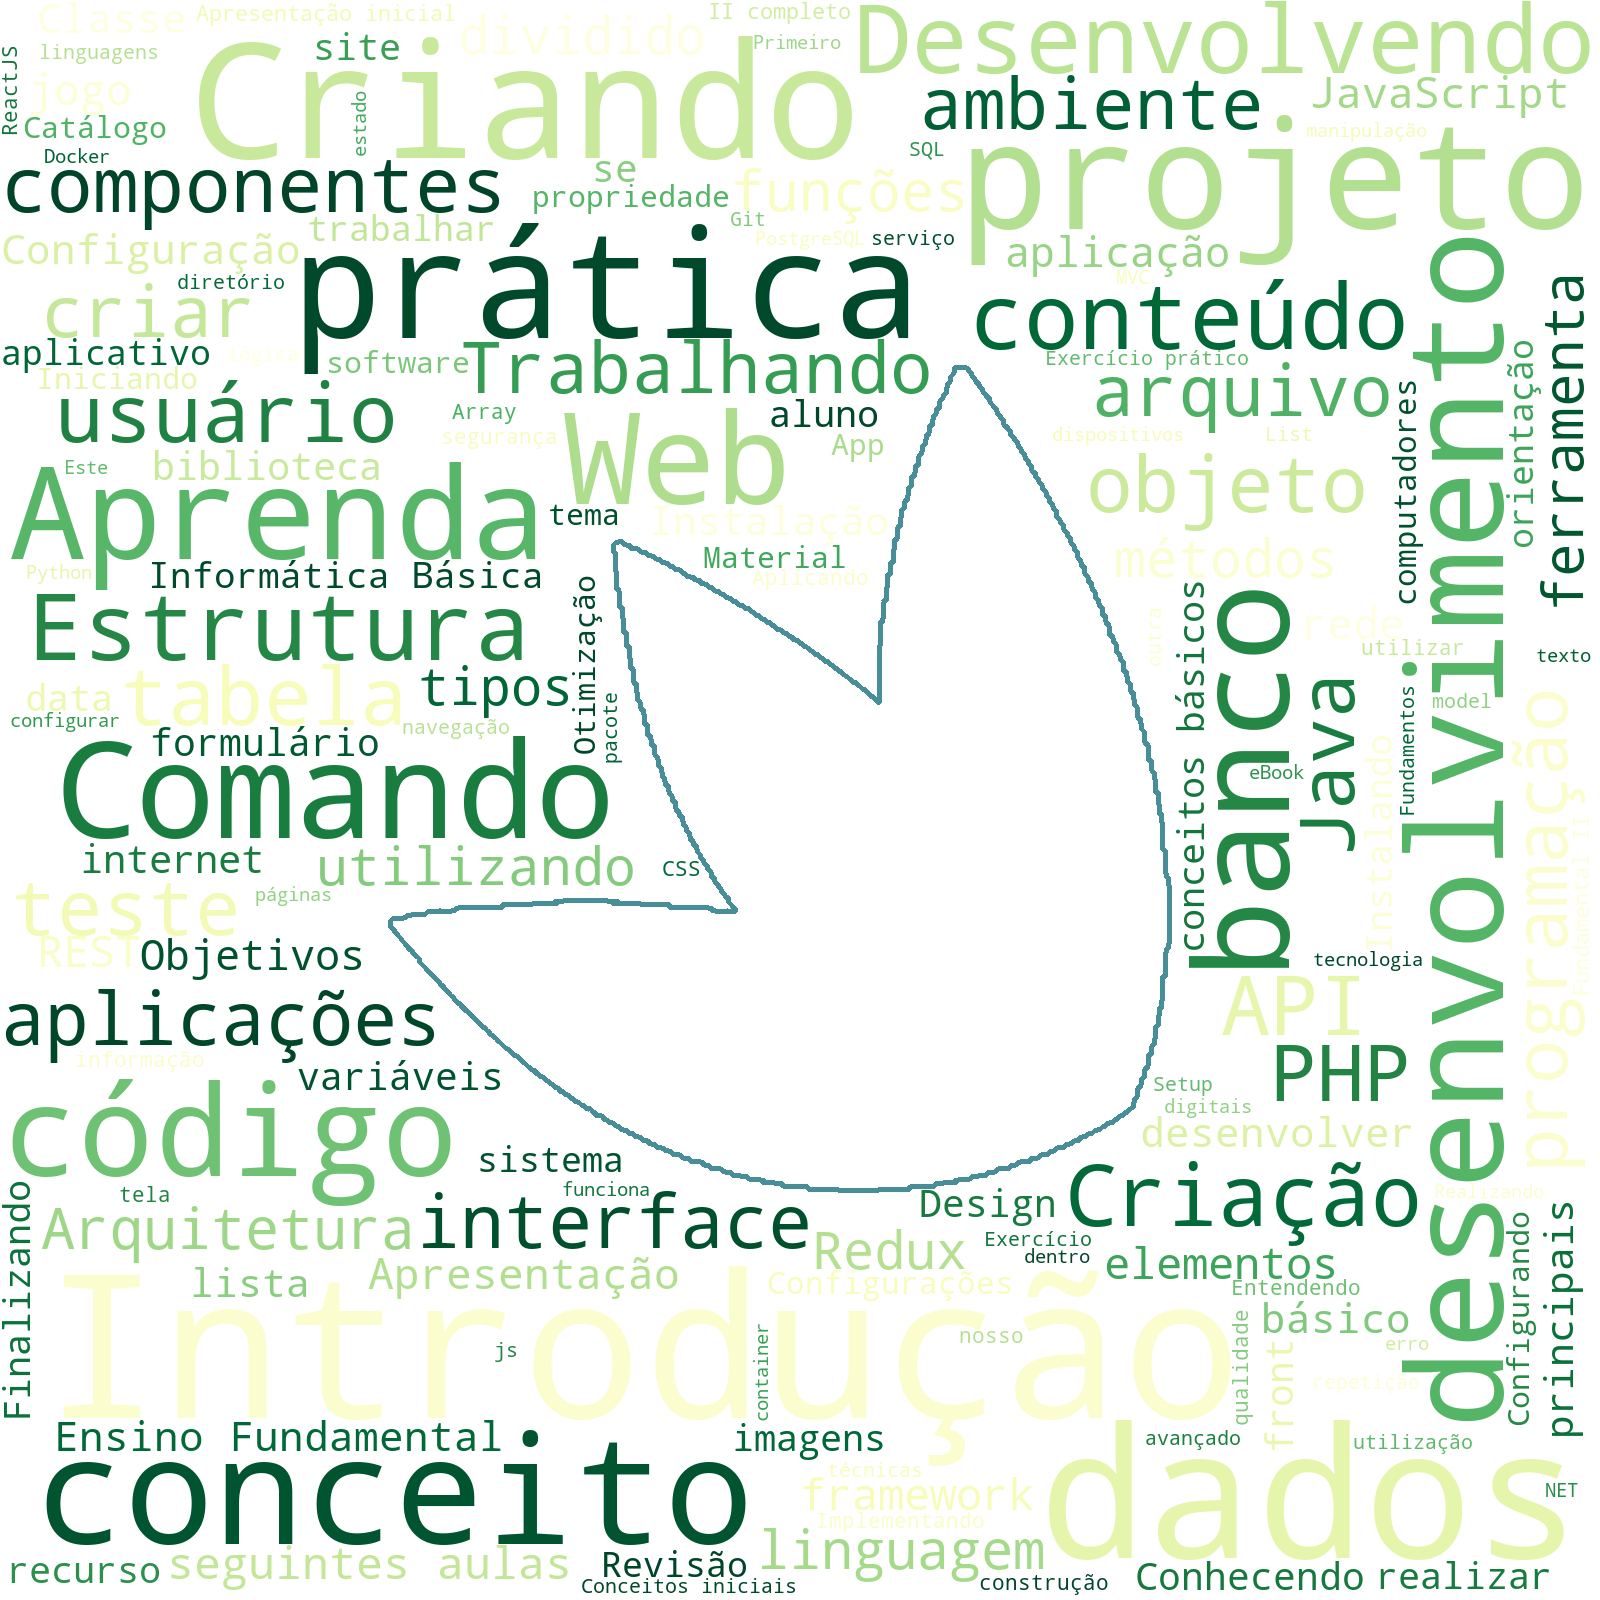 Classe
Apresentação inicial
II completo
Desenvolvendo
dividido
linguagens
site
Criando
Primeiro
ReactJS
jogo
ambiente
JavaScript
Catálogo
estado
manipulação
Docker
SQL
projeto
componentes
se
propriedade
funções
trabalhar
Git
PostgreSQL
serviço
Configuração
prática
aplicação
MVC
diretório
criar
conteúdo
ferramenta
desenvolvimento
aplicativo
lógica
software
Trabalhando
Exercício prático
orientação
Iniciando
arquivo
computadores
usuário
Array
Web
aluno
segurança
App
dispositivos
List
Este
biblioteca
Aprenda
objeto
tema
Instalação
Python
Informática Básica
Material
Aplicando
métodos
Otimização
conceitos básicos
banco
outra
rede
Estrutura
utilizar
texto
data
tabela
tipos
pacote
Java
Fundamentos
model
programação
configurar
navegação
formulário
Comando
eBook
Instalando
Fundamental II
internet
utilizando
CSS
teste
páginas
REST
Objetivos
tecnologia
aplicações
API
informação
variáveis
PHP
código
Setup
digitais
desenvolver
sistema
tela
funciona
Finalizando
Arquitetura
interface
Design
Criação
Realizando
Exercício
dentro
Redux
elementos
Configurando
principais
lista
Apresentação
Configurações
Entendendo
Introdução
básico
js
container
nosso
qualidade
front
erro
repetição
Ensino Fundamental
imagens
avançado
utilização
conceito
técnicas
framework
dados
NET
Implementando
recurso
seguintes aulas
Revisão
linguagem
Conceitos iniciais
construção
Conhecendo
realizar